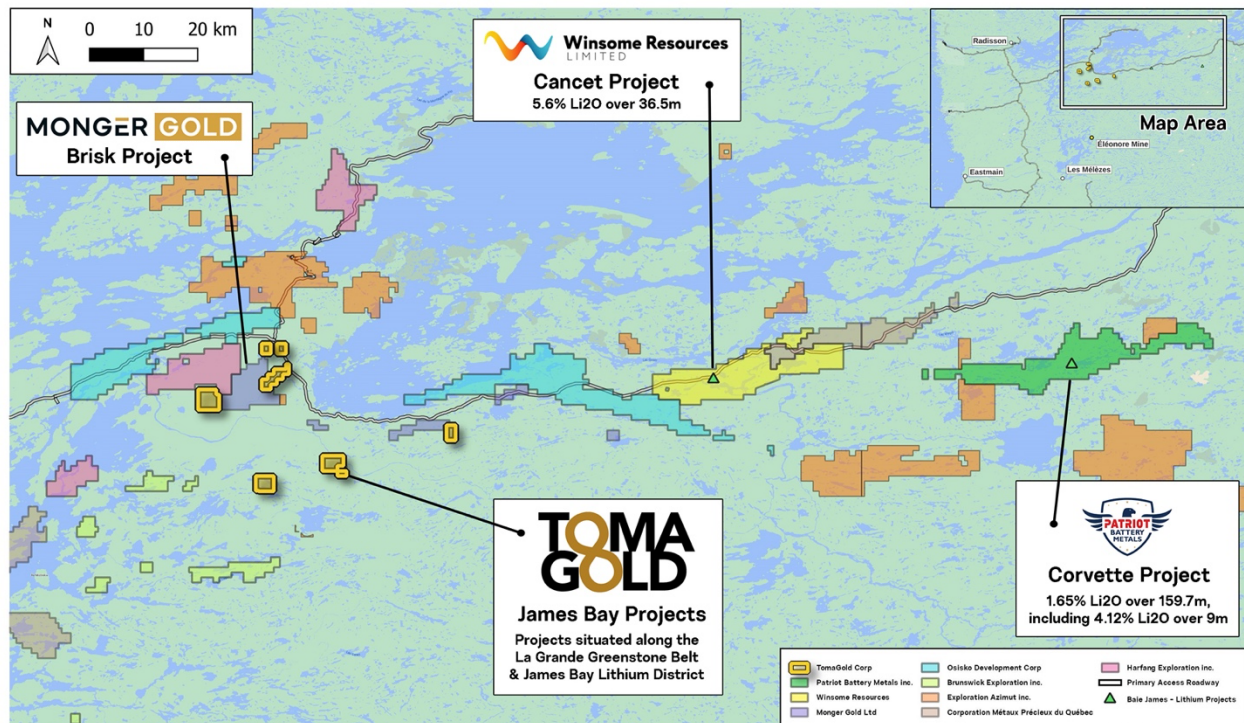 N
0 10 20 km
MONGER GOLD
Brisk Project
Winsome Resources
LIMITED
Cancet Project
5.6% Li2O over 36.5m
Radisson
Map Area
Éléonore Mine
Eastmain
Les Mélèzes
TOMA
GOLD
James Bay Projects
Projects situated along the
La Grande Greenstone Belt
& James Bay Lithium District
PATRIOT
BATTERY
METALS
Corvette Project
1.65% Li2O over 159.7m,
including 4.12% Li2O over 9m
TomaGold Corp
Patriot Battery Metals inc.
Winsome Resources
Monger Gold Ltd
Osisko Development Corp
Brunswick Exploration inc.
Exploration Azimut inc.
Corporation Métaux Précieux du Québec
Harfang Exploration inc.
Primary Access Roadway
Baie James - Lithium Projects